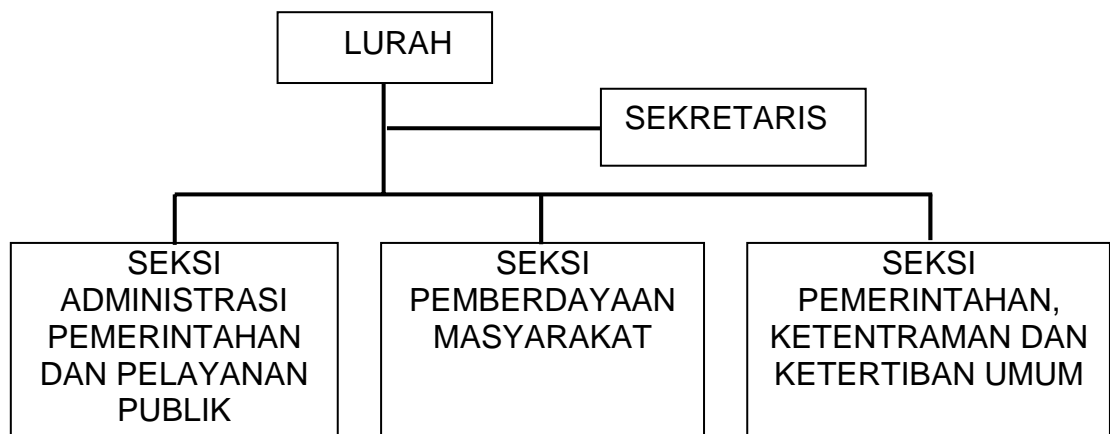 LURAH
SEKRETARIS
SEKSI
ADMINISTRASI
PEMERINTAHAN
DAN PELAYANAN
PUBLIK
SEKSI
PEMBERDAYAAN
MASYARAKAT
SEKSI
PEMERINTAHAN,
KETENTRAMAN DAN
KETERTIBAN UMUM